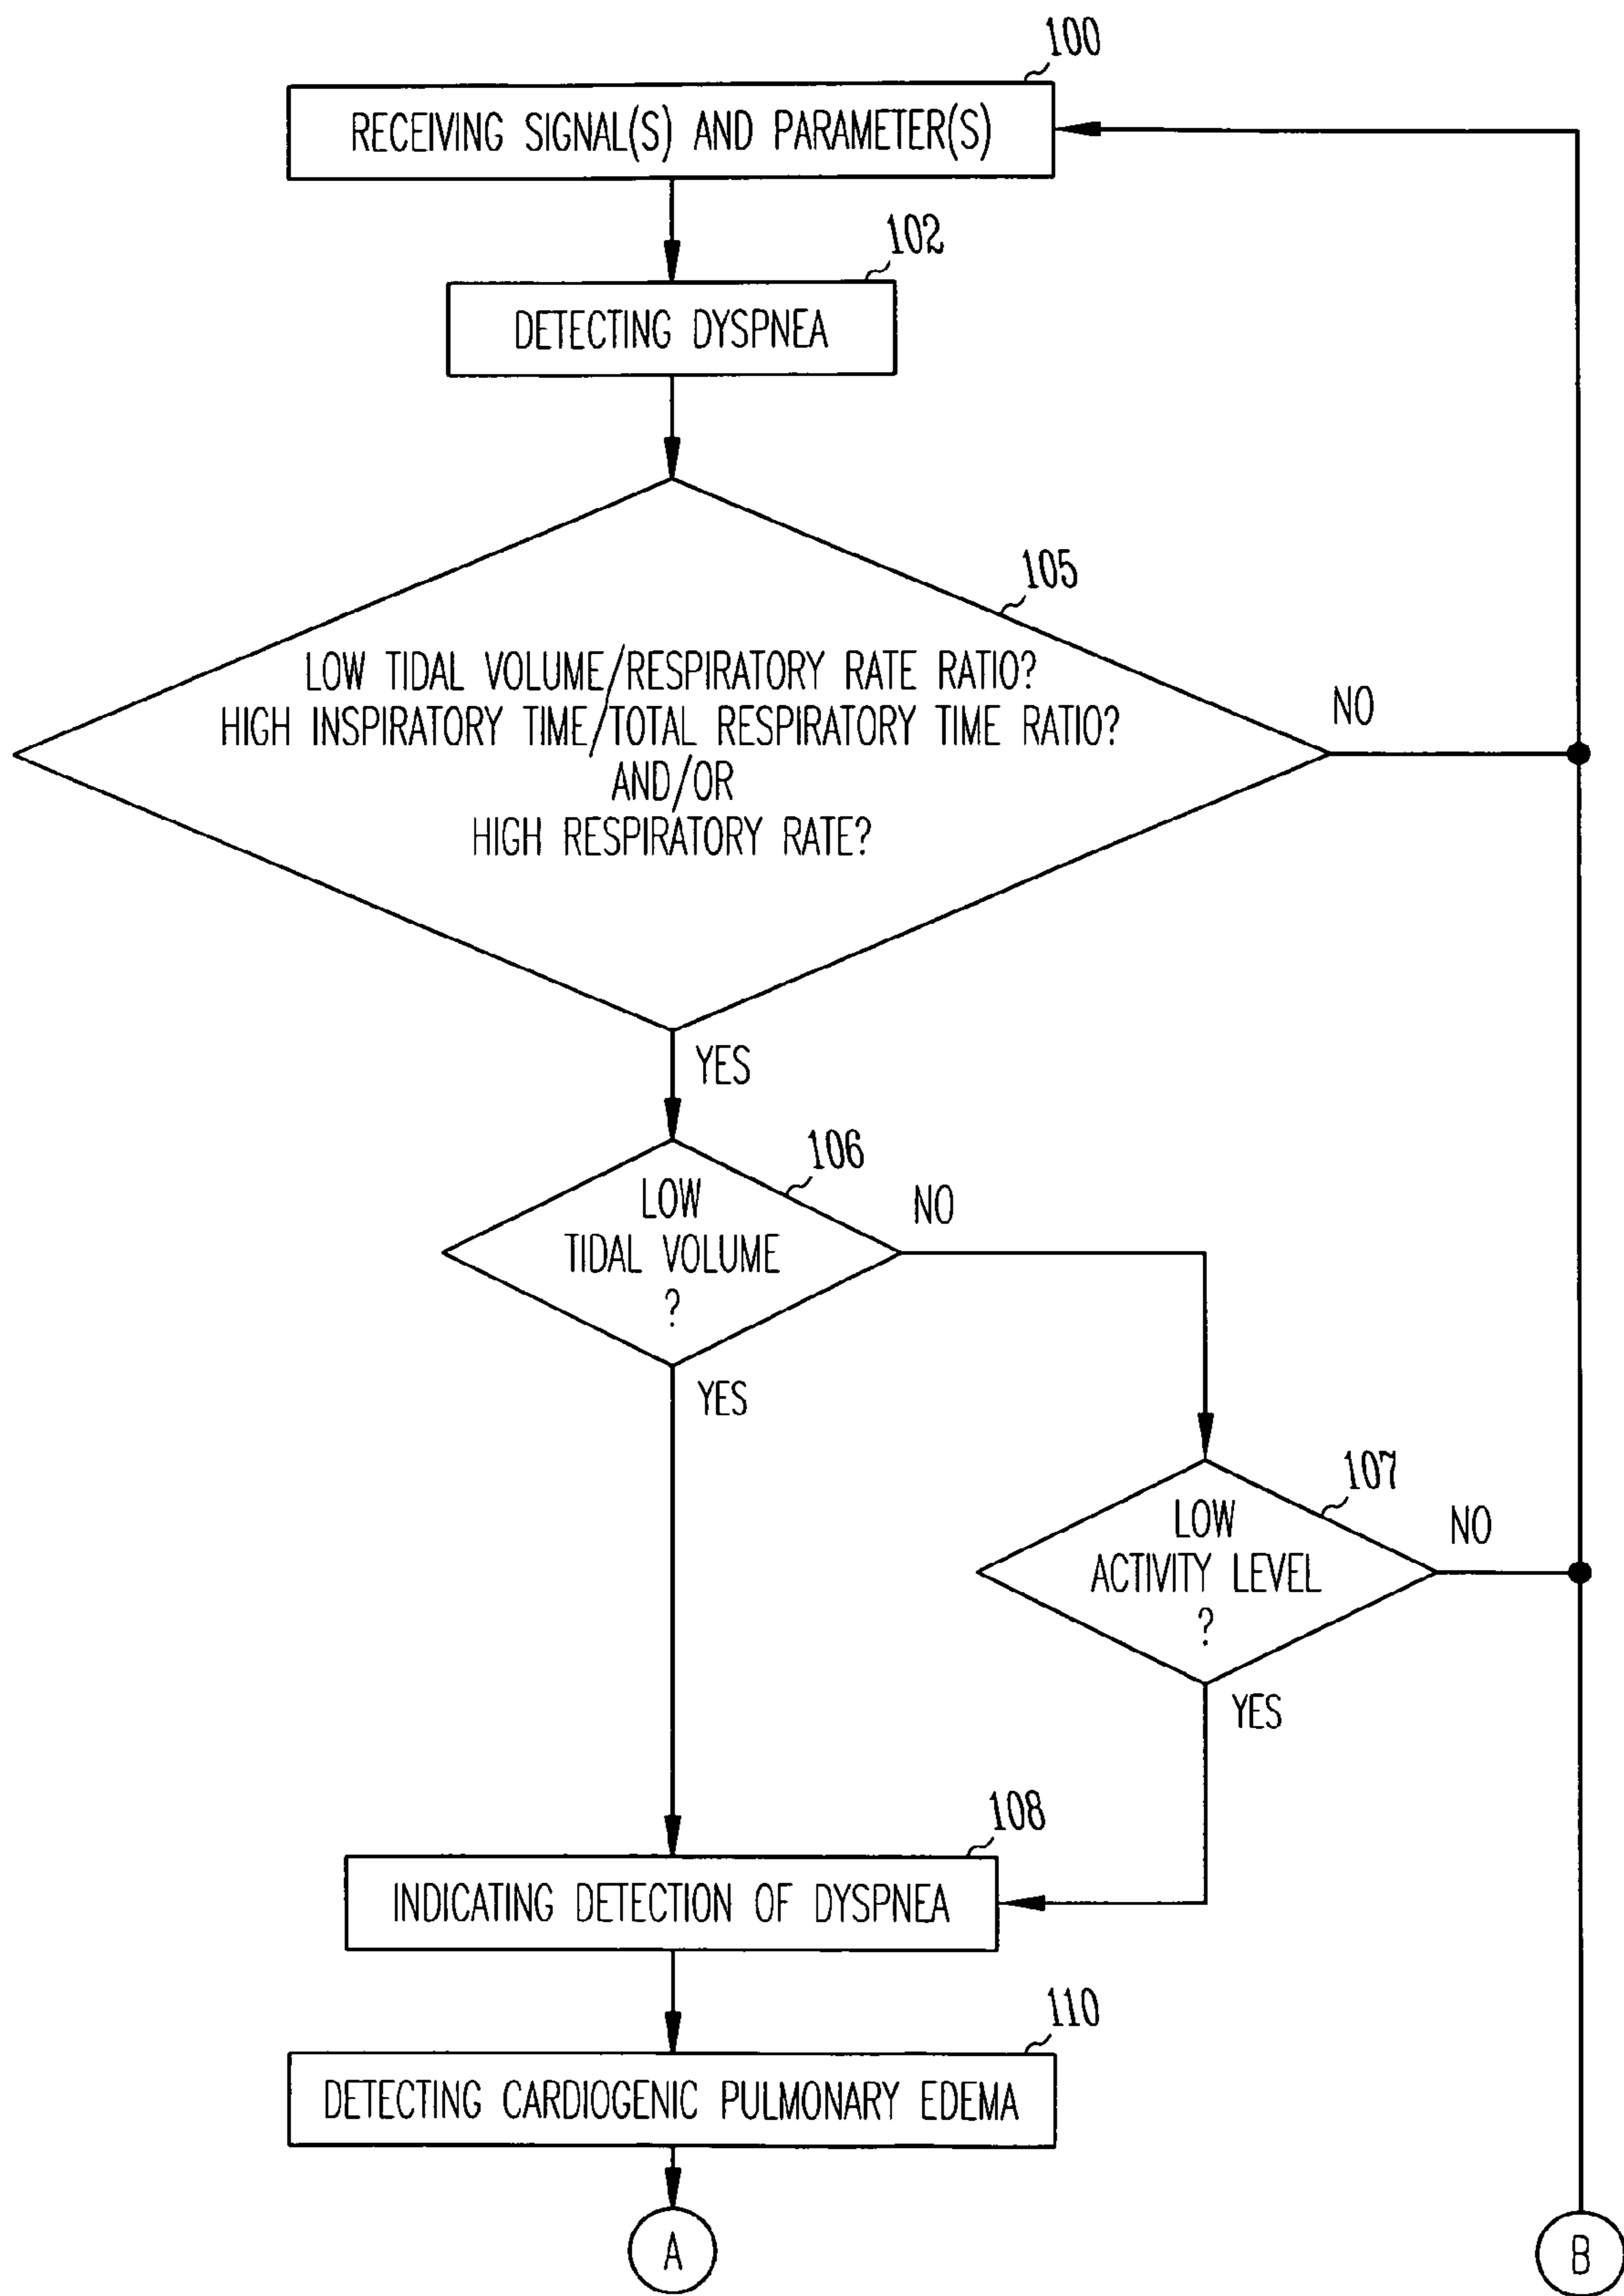 100
RECEIVING SIGNAL(S) AND PARAMETER(S)
102
DETECTING DYSPNEA
105
LOW TIDAL VOLUME/RESPIRATORY RATE RATIO?
HIGH INSPIRATORY TIME/TOTAL RESPIRATORY TIME RATIO?
AND/OR
HIGH RESPIRATORY RATE?
NO
YES
106
LOW
TIDAL VOLUME
?
NO
YES
107
LOW
ACTIVITY LEVEL
?
NO
YES
108
INDICATING DETECTION OF DYSPNEA
110
DETECTING CARDIOGENIC PULMONARY EDEMA
A
B